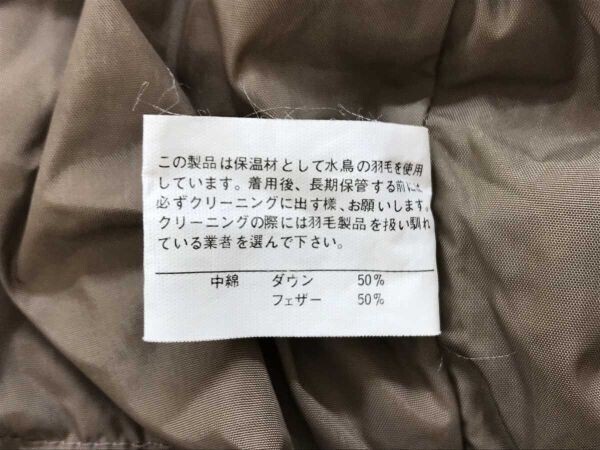 この製品は保温材として水鳥の羽毛を使用
しています。着用後、長期保管する前に
必ずクリーニングに出す様、お願いします。
クリーニングの際には羽毛製品を扱い馴れ
ている業者を選んで下さい。
中綿 ダウン 50%
フェザー 50%